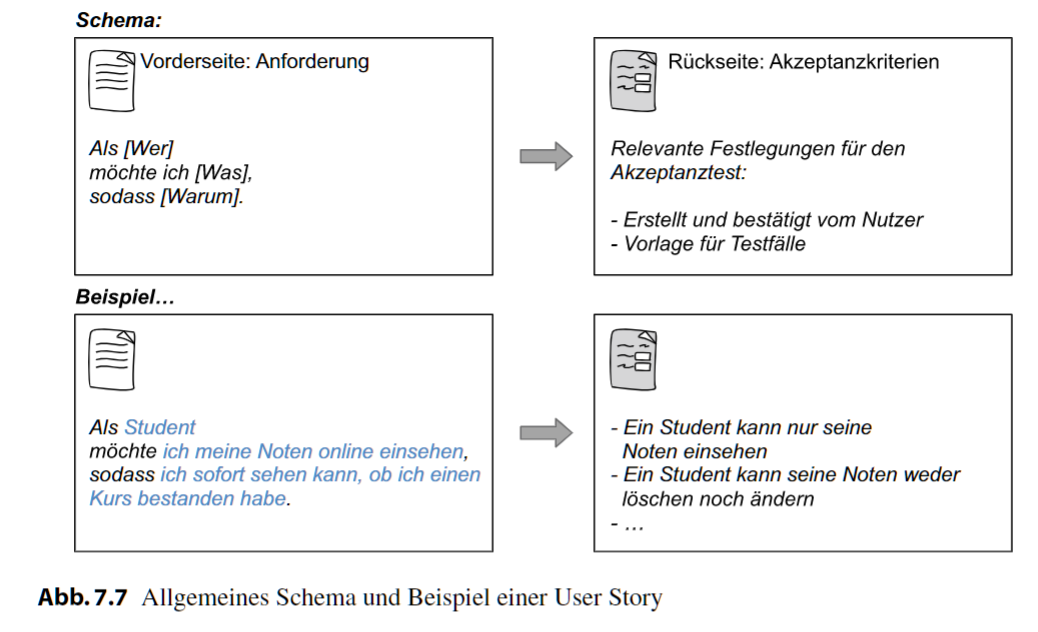 Schema:
Vorderseite: Anforderung
Als [Wer]
möchte ich [Was],
sodass [Warum].
Rückseite: Akzeptanzkriterien
Relevante Festlegungen für den
Akzeptanztest:
- Erstellt und bestätigt vom Nutzer
- Vorlage für Testfälle
Beispiel…
Als Student
möchte ich meine Noten online einsehen,
sodass ich sofort sehen kann, ob ich einen
Kurs bestanden habe.
- Ein Student kann nur seine
Noten einsehen
- Ein Student kann seine Noten weder
löschen noch ändern
- …
Abb. 7.7 Allgemeines Schema und Beispiel einer User Story